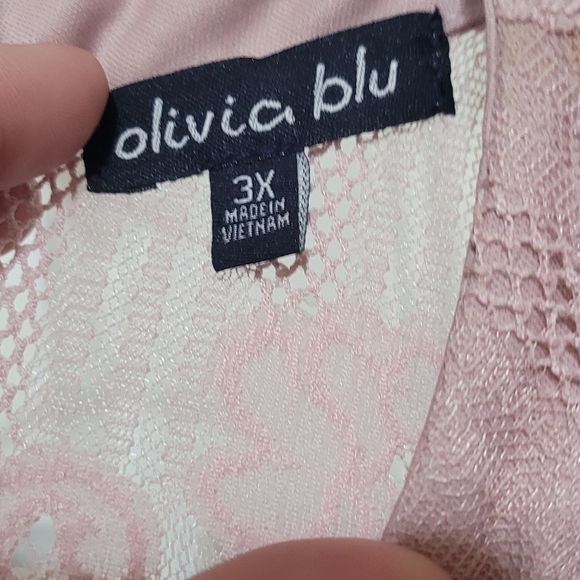 olivia blu
3X
MADE IN
VIETNAM